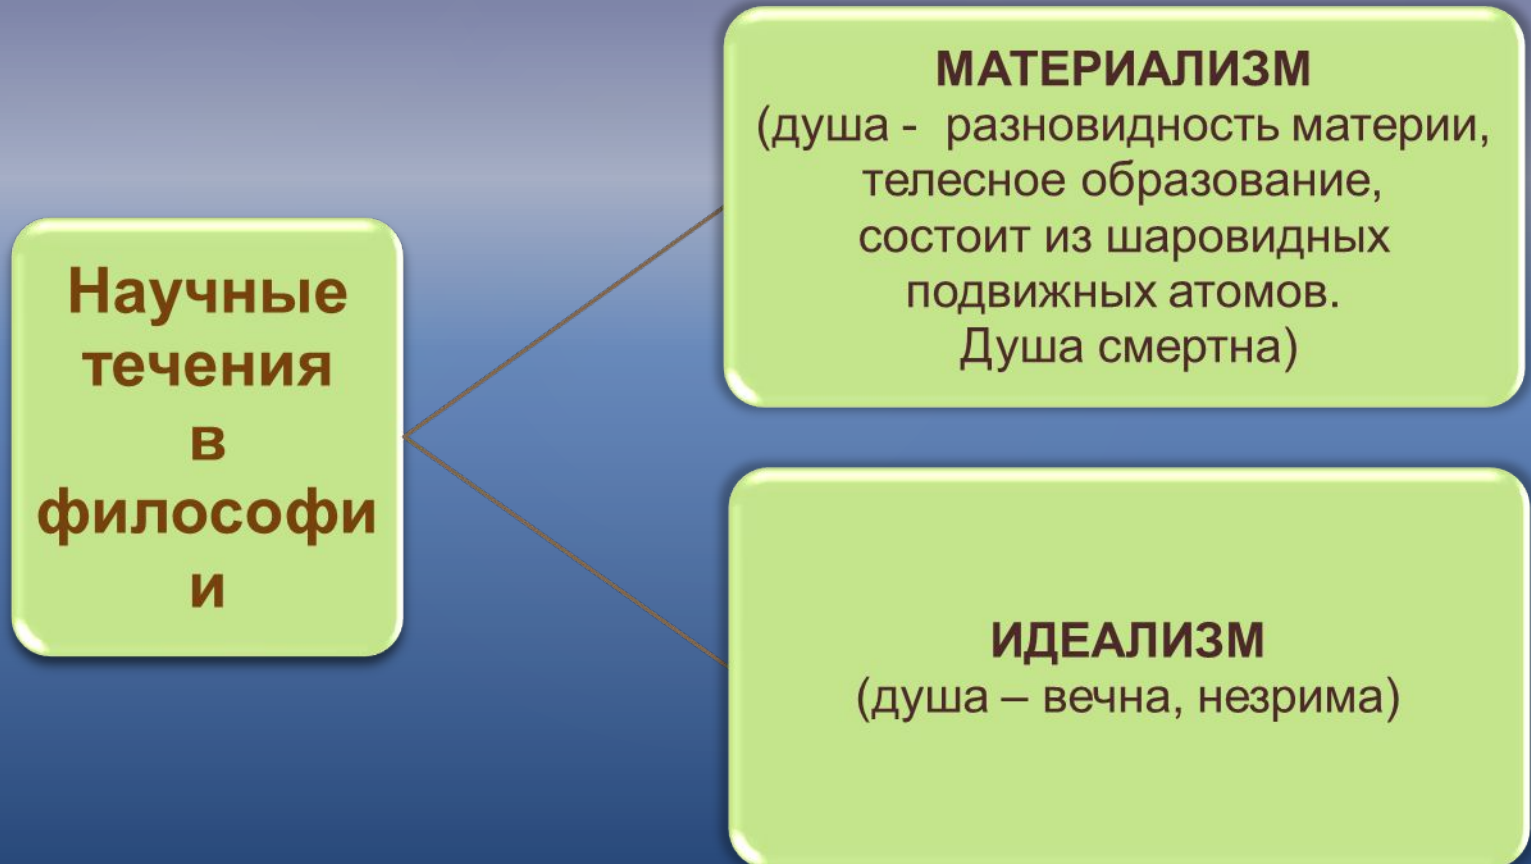 Научные
течения
в
философи
и
МАТЕРИАЛИЗМ
(душа - разновидность материи,
телесное образование,
состоит из шаровидных
подвижных атомов.
Душа смертна)
ИДЕАЛИЗМ
(душа – вечна, незрима)